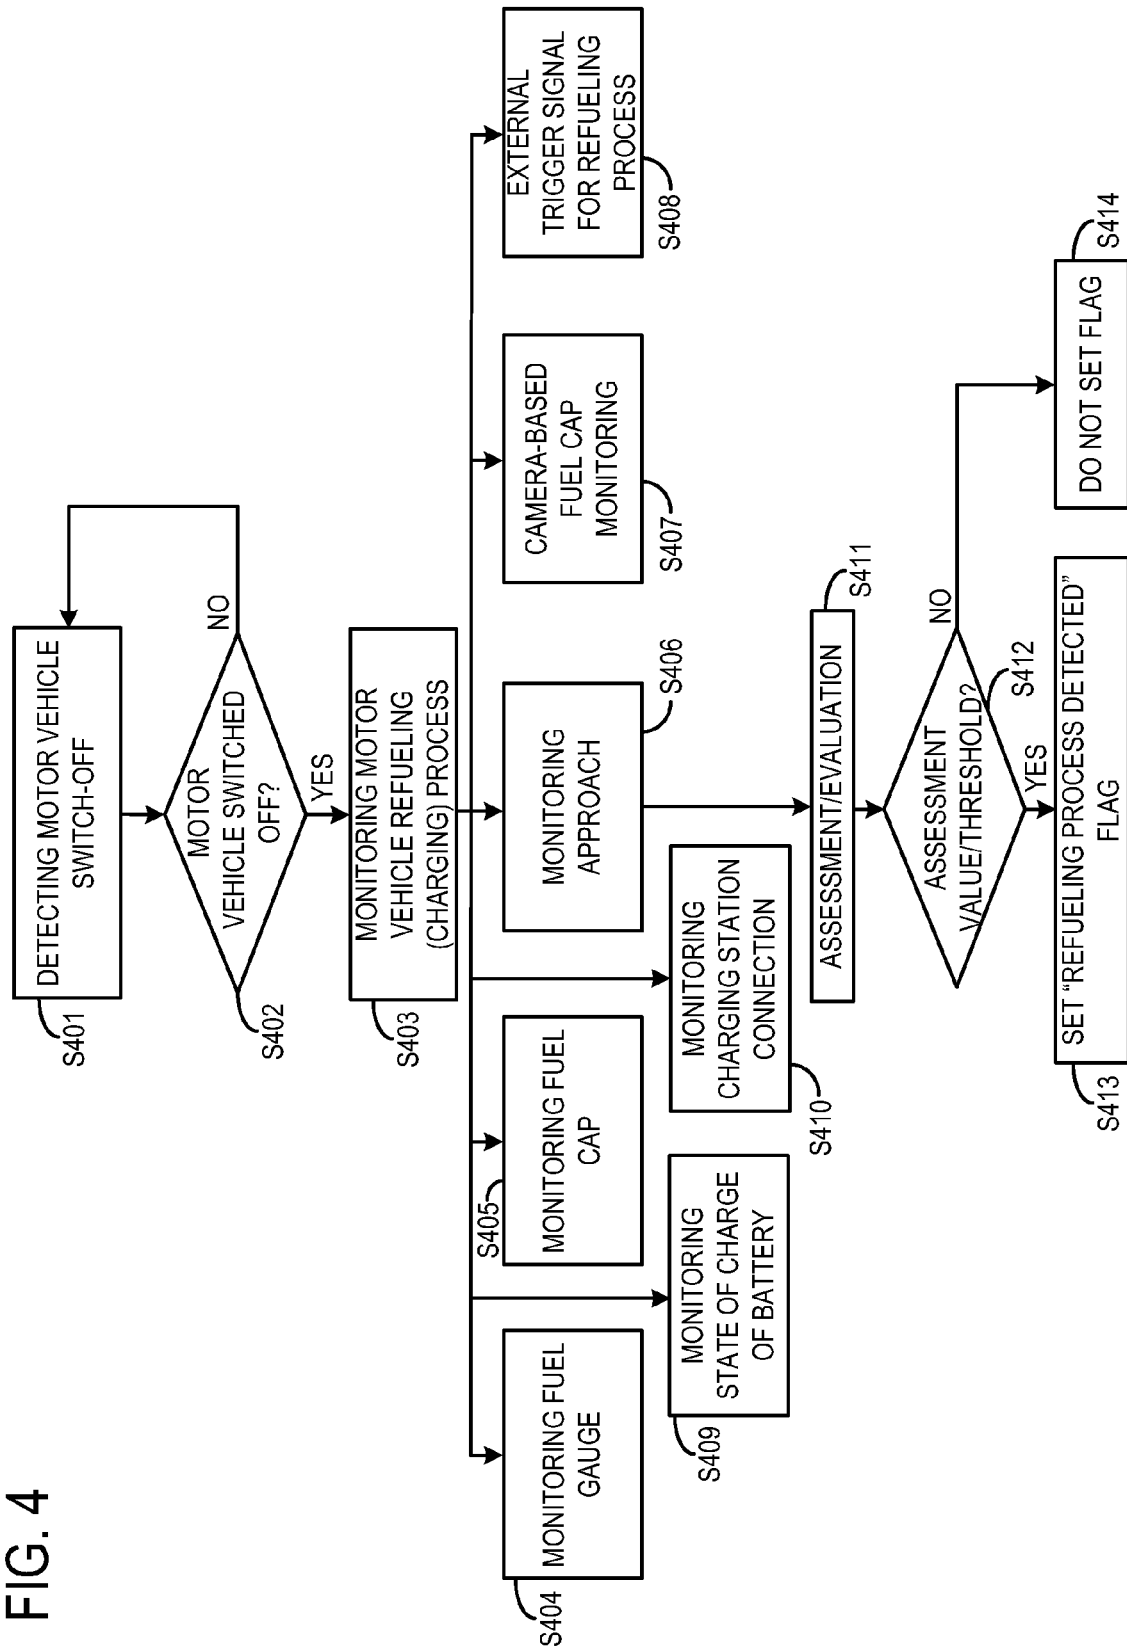 FIG. 4
S401
DETECTING MOTOR VEHICLE
SWITCH-OFF
S402
MOTOR
VEHICLE SWITCHED
OFF?
NO
YES
S403
MONITORING MOTOR
VEHICLE REFUELING
(CHARGING) PROCESS
S404
MONITORING FUEL
GAUGE
S405
MONITORING FUEL
CAP
MONITORING
APPROACH
S406
CAMERA-BASED
FUEL CAP
MONITORING
S407
EXTERNAL
TRIGGER SIGNAL
FOR REFUELING
PROCESS
S408
S409
MONITORING
STATE OF CHARGE
OF BATTERY
MONITORING
CHARGING STATION
CONNECTION
S410
ASSESSMENT/EVALUATION
S411
ASSESSMENT
VALUE/THRESHOLD?
S412
NO
YES
S413
SET “REFUELING PROCESS DETECTED”
FLAG
DO NOT SET FLAG
S414